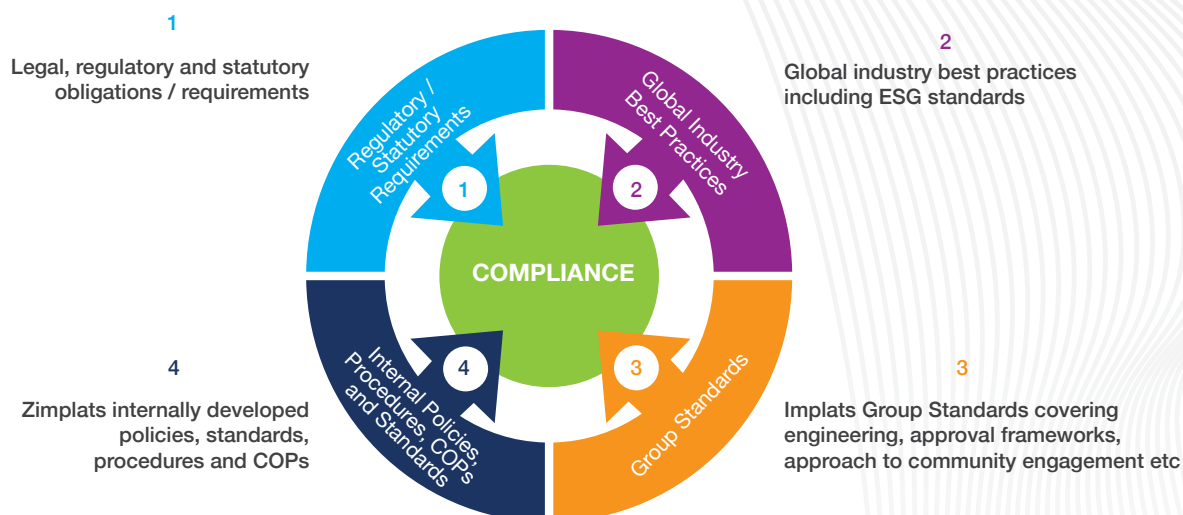 1
Legal, regulatory and statutory
obligations / requirements
2
Global industry best practices
including ESG standards
Regulatory /
Statutory
Requirements
1
Global Industry
Best Practices
2
COMPLIANCE
4
Zimplats internally developed
policies, standards,
procedures and COPs
Internal Policies,
Procedures, COPs
and Standards
4
Group Standards
3
3
Implats Group Standards covering
engineering, approval frameworks,
approach to community engagement etc